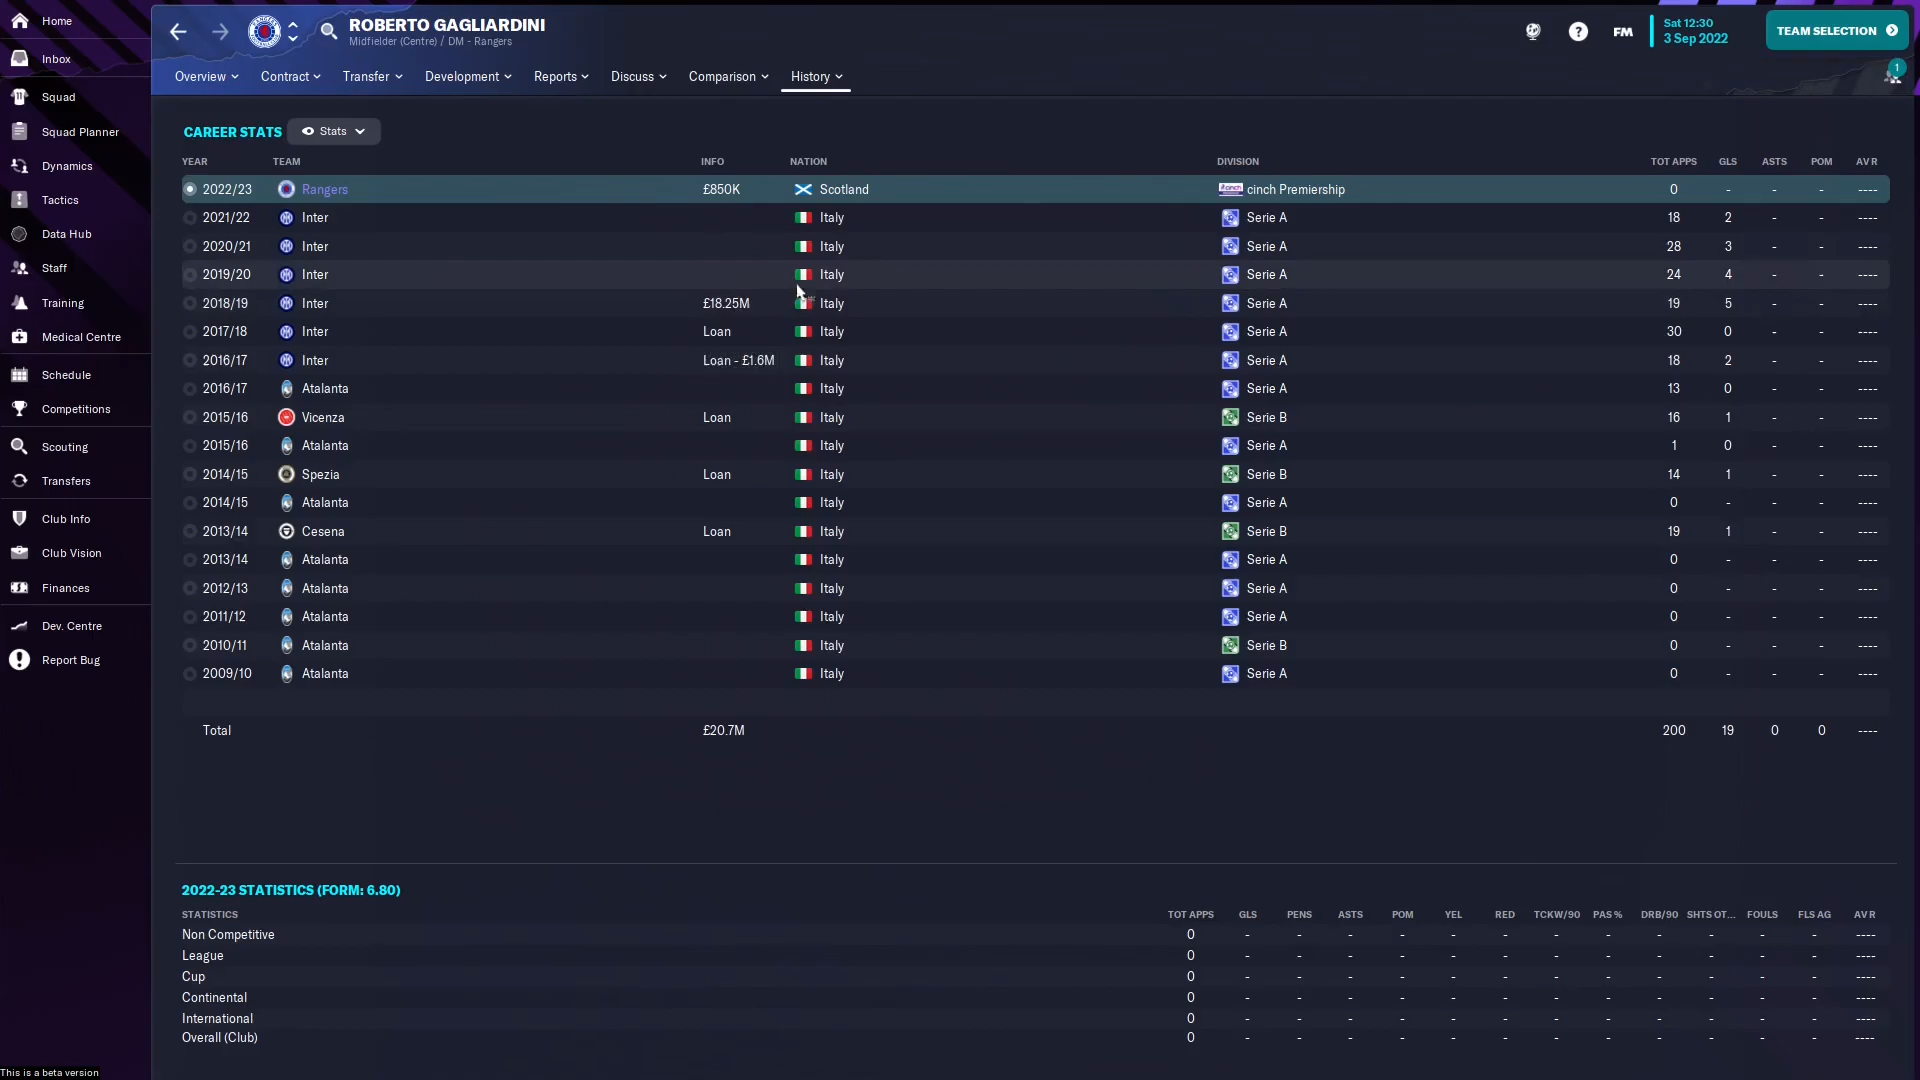 Home
Inbox
Squad
Squad Planner
Dynamics
Tactics
Data Hub
Staff
Training
Medical Centre
Schedule
Competitions
Scouting
Transfers
Club Info
Club Vision
Finances
Dev. Centre
Report Bug
This is a beta version
ROBERTO GAGLIARDINI
Midfielder (Centre) / DM - Rangers
FM
Sat 12:30
3 Sep 2022
TEAM SELECTION
1
Overview Contract Transfer Development Reports Discuss Comparison History
CAREER STATS Stats
YEAR TEAM INFO NATION DIVISION TOT APPS GLS ASTS POM AV R
2022/23 Rangers £850K Scotland cinch Premiership 0 - - - ----
2021/22 Inter Italy Serie A 18 2 - - ----
2020/21 Inter Italy Serie A 28 3 - - ----
2019/20 Inter Italy Serie A 24 4 - - ----
2018/19 Inter £18.25M Italy Serie A 19 5 - - ----
2017/18 Inter Loan Italy Serie A 30 0 - - ----
2016/17 Inter Loan - £1.6M Italy Serie A 18 2 - - ----
2016/17 Atalanta Italy Serie A 13 0 - - ----
2015/16 Vicenza Loan Italy Serie B 16 1 - - ----
2015/16 Atalanta Italy Serie A 1 0 - - ----
2014/15 Spezia Loan Italy Serie B 14 1 - - ----
2014/15 Atalanta Italy Serie A 0 - - - ----
2013/14 Cesena Loan Italy Serie B 19 1 - - ----
2013/14 Atalanta Italy Serie A 0 - - - ----
2012/13 Atalanta Italy Serie A 0 - - - ----
2011/12 Atalanta Italy Serie A 0 - - - ----
2010/11 Atalanta Italy Serie B 0 - - - ----
2009/10 Atalanta Italy Serie A 0 - - - ----
Total £20.7M 200 19 0 0 ----
2022-23 STATISTICS (FORM: 6.80)
STATISTICS TOT APPS GLS PENS ASTS POM YEL RED TCKW/90 PAS % DRB/90 SHTS OT... FOULS FLS AG AV R
Non Competitive 0 - - - - - - - - - - - - ----
League 0 - - - - - - - - - - - - ----
Cup 0 - - - - - - - - - - - - ----
Continental 0 - - - - - - - - - - - - ----
International 0 - - - - - - - - - - - - ----
Overall (Club) 0 - - - - - - - - - - - - ----